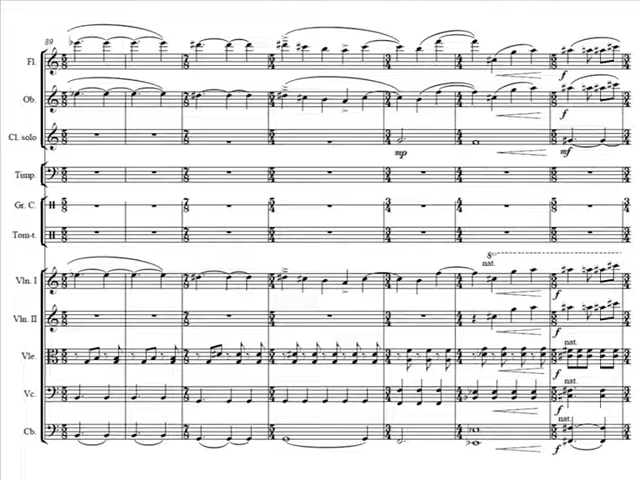 89
Fl.
Ob.
Cl. solo
mp
mf
Timp.
Gr. C.
Tom-t.
Vln. I
nat.
8va
Vln. II
f
Vle.
nat.
f
Vc.
nat.
f
Cb.
nat.
f